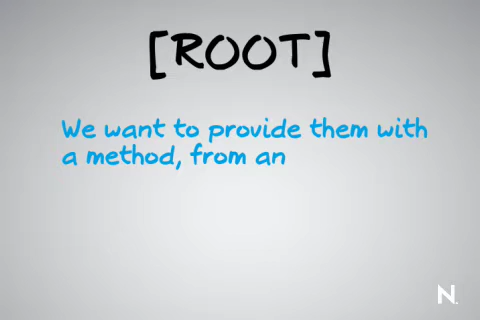 [ROOT]
We want to provide them with
a method, from an
N.